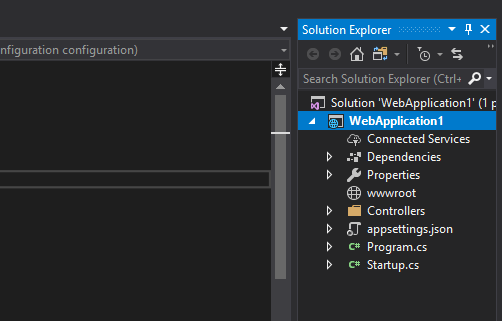 Solution Explorer
nfiguration configuration)
Search Solution Explorer (Ctrl+
Solution 'WebApplication1' (1 p
WebApplication1
Connected Services
Dependencies
Properties
wwwroot
Controllers
appsettings.json
C# Program.cs
C# Startup.cs